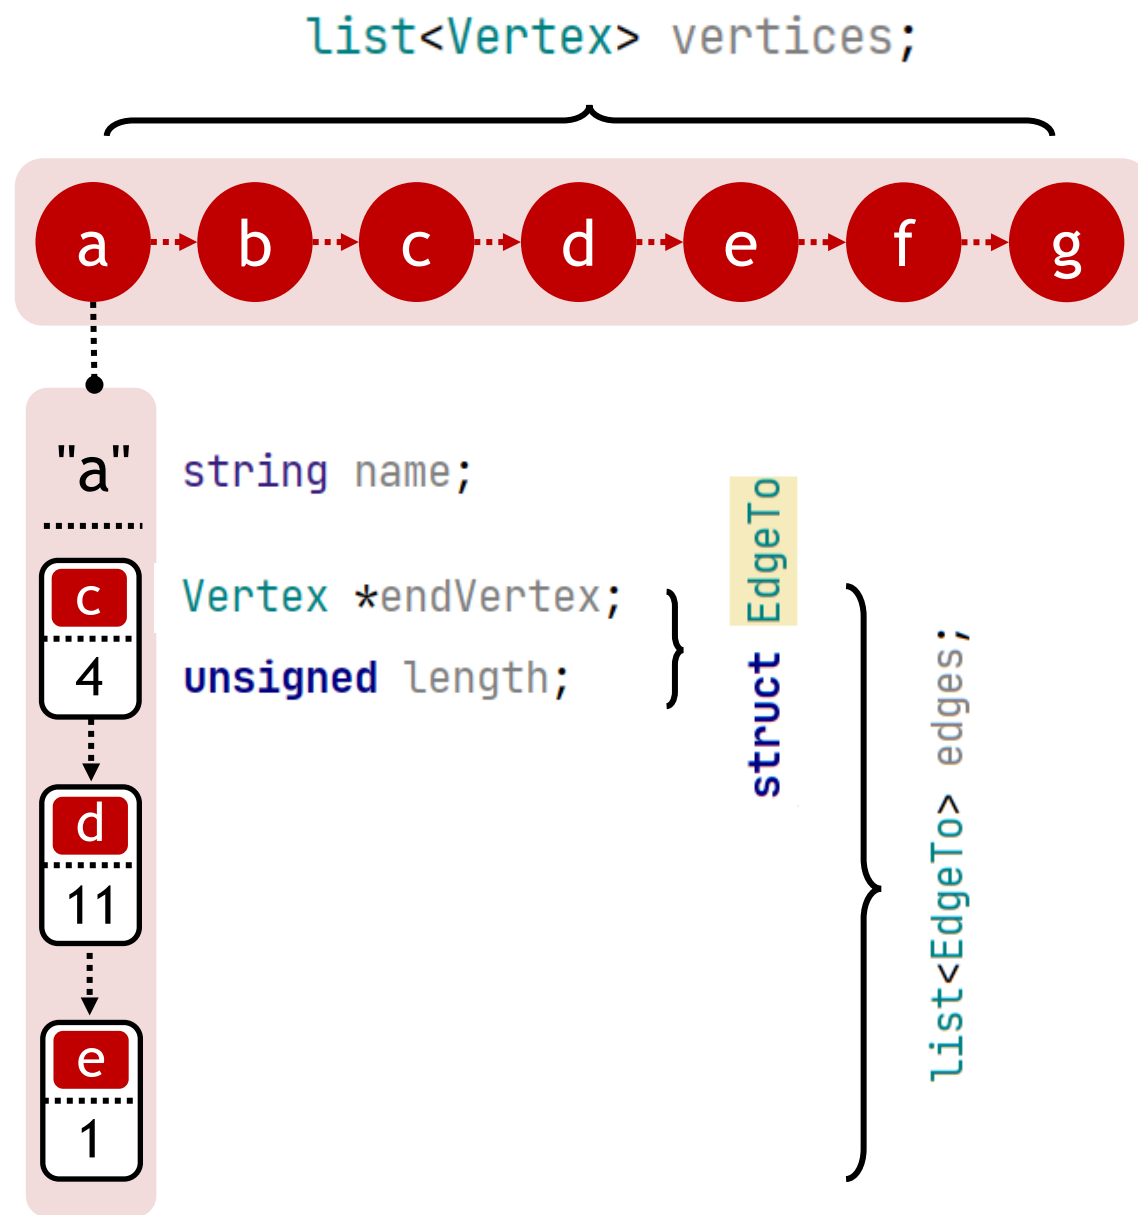 list<Vertex> vertices;
a b c d e f g
"a"
string name;
c
Vertex *endVertex;
4
unsigned length;
struct EdgeTo
list<EdgeTo> edges;
d
11
e
1